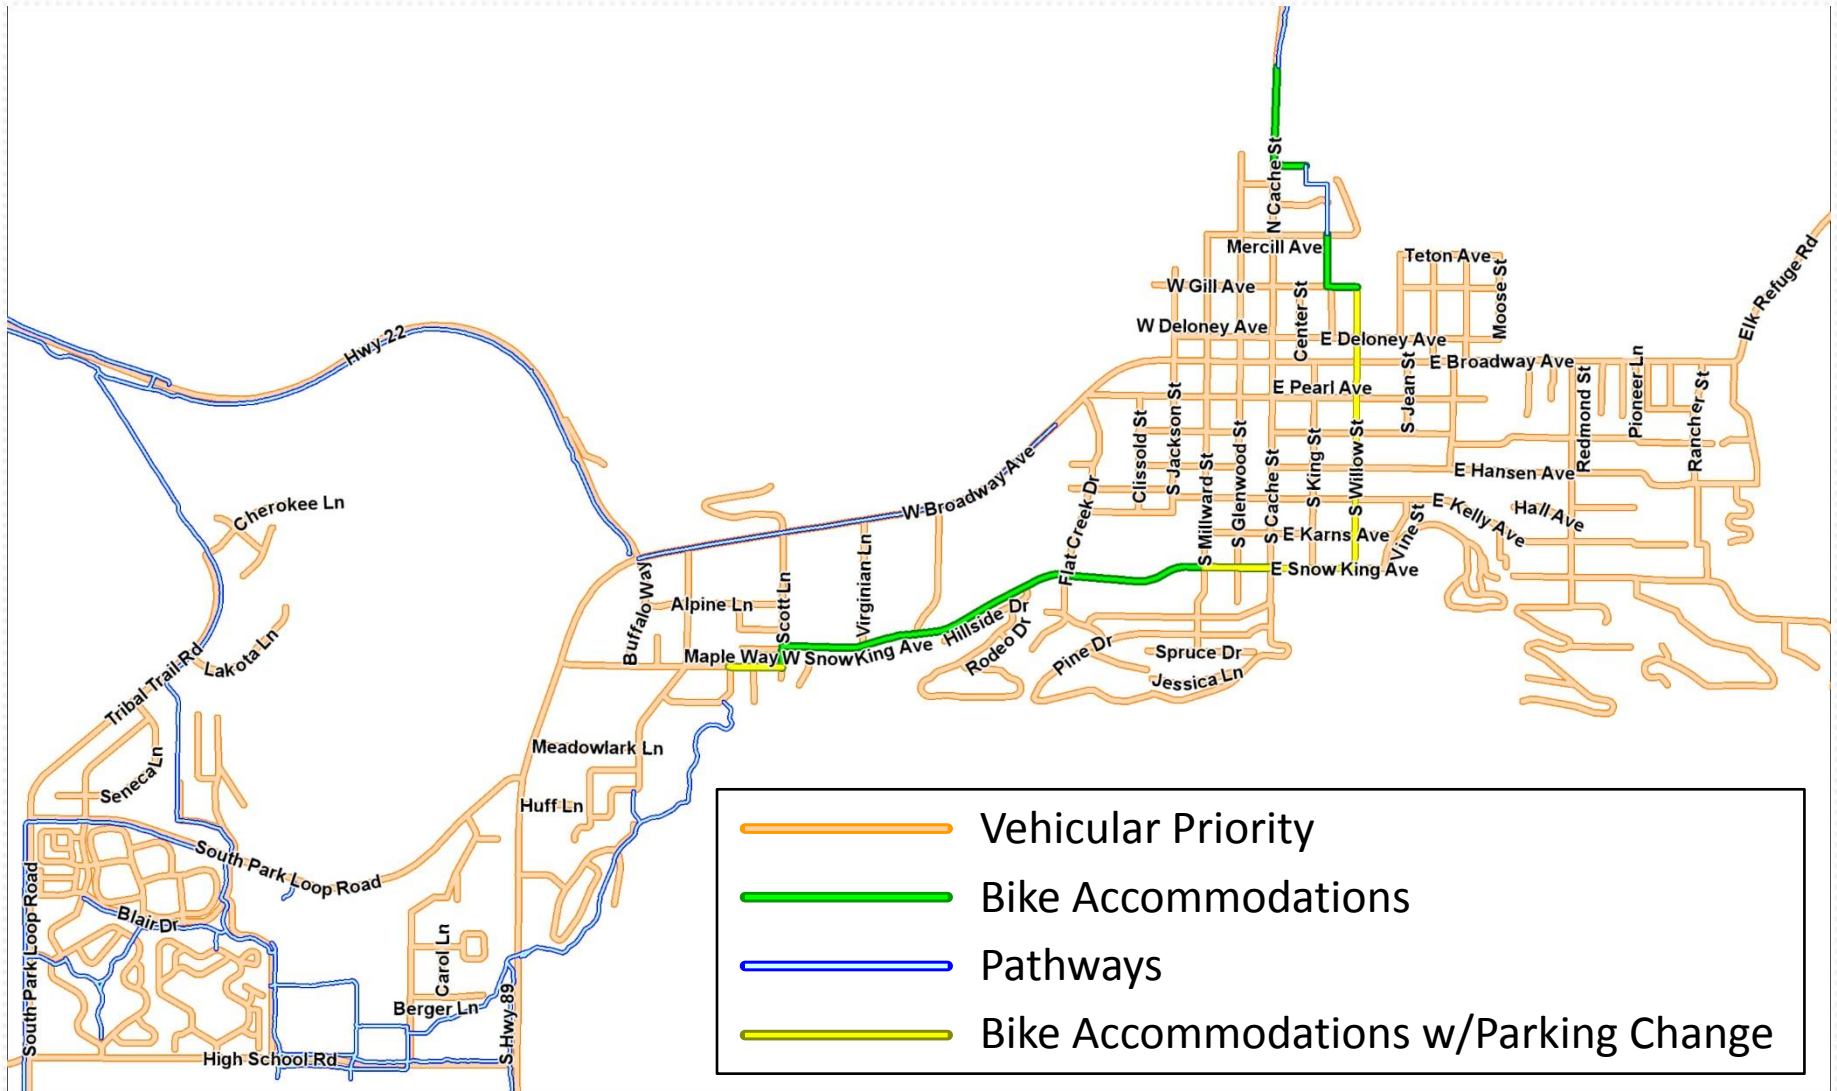 N Cache St
Mercill Ave
Teton Ave
W Gill Ave
Moose St
Elk Refuge Rd
Center St
W Deloney Ave
E Deloney Ave
Hwy 22
E Broadway Ave
E Pearl Ave
S Jean St
Redmond St
Pioneer Ln
Rancher St
Clissold St
S Jackson St
S Millward St
S Glenwood St
S Cache St
S King St
S Willow St
W Broadway Ave
E Hansen Ave
Flat Creek Dr
Cherokee Ln
E Kelly Ave
Hall Ave
Vine St
E Karns Ave
E Snow King Ave
Buffalo Way
Alpine Ln
Scott Ln
Virginian Ln
Hillside Dr
Rodeo Dr
Pine Dr
Maple Way
W Snow King Ave
Spruce Dr
Jessica Ln
Lakota Ln
Tribal Trail Rd
Seneca Ln
Meadowlark Ln
Huff Ln
South Park Loop Road
South Park Loop Road
Blair Dr
Carol Ln
Berger Ln
S Hwy 89
High School Rd
Vehicular Priority
Bike Accommodations
Pathways
Bike Accommodations w/Parking Change